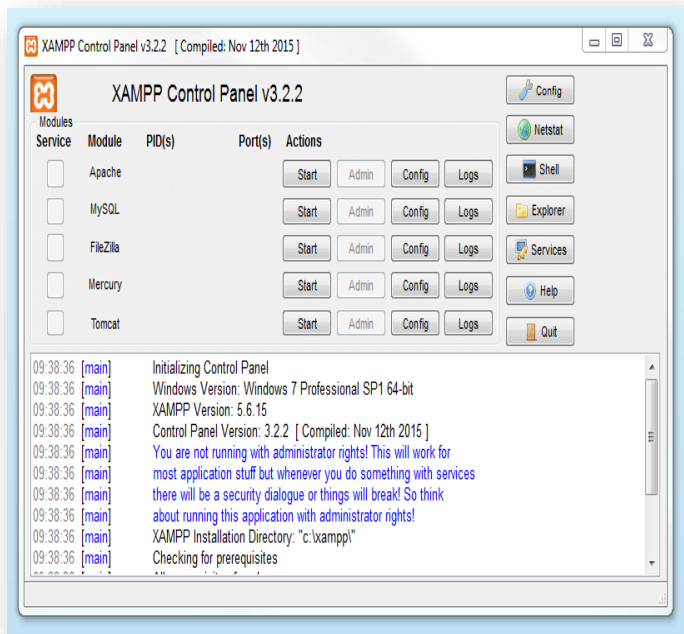 XAMPP Control Panel v3.2.2 [ Compiled: Nov 12th 2015 ]
XAMPP Control Panel v3.2.2
Config
Modules
Service Module PID(s) Port(s) Actions
Netstat
Apache Start Admin Config Logs
Shell
MySQL Start Admin Config Logs
Explorer
FileZilla Start Admin Config Logs
Services
Mercury Start Admin Config Logs
Help
Tomcat Start Admin Config Logs
Quit
09:38:36 [main] Initializing Control Panel
09:38:36 [main] Windows Version: Windows 7 Professional SP1 64-bit
09:38:36 [main] XAMPP Version: 5.6.15
09:38:36 [main] Control Panel Version: 3.2.2 [ Compiled: Nov 12th 2015 ]
09:38:36 [main] You are not running with administrator rights! This will work for
09:38:36 [main] most application stuff but whenever you do something with services
09:38:36 [main] there will be a security dialogue or things will break! So think
09:38:36 [main] about running this application with administrator rights!
09:38:36 [main] XAMPP Installation Directory: "c:\xampp\"
09:38:36 [main] Checking for prerequisites